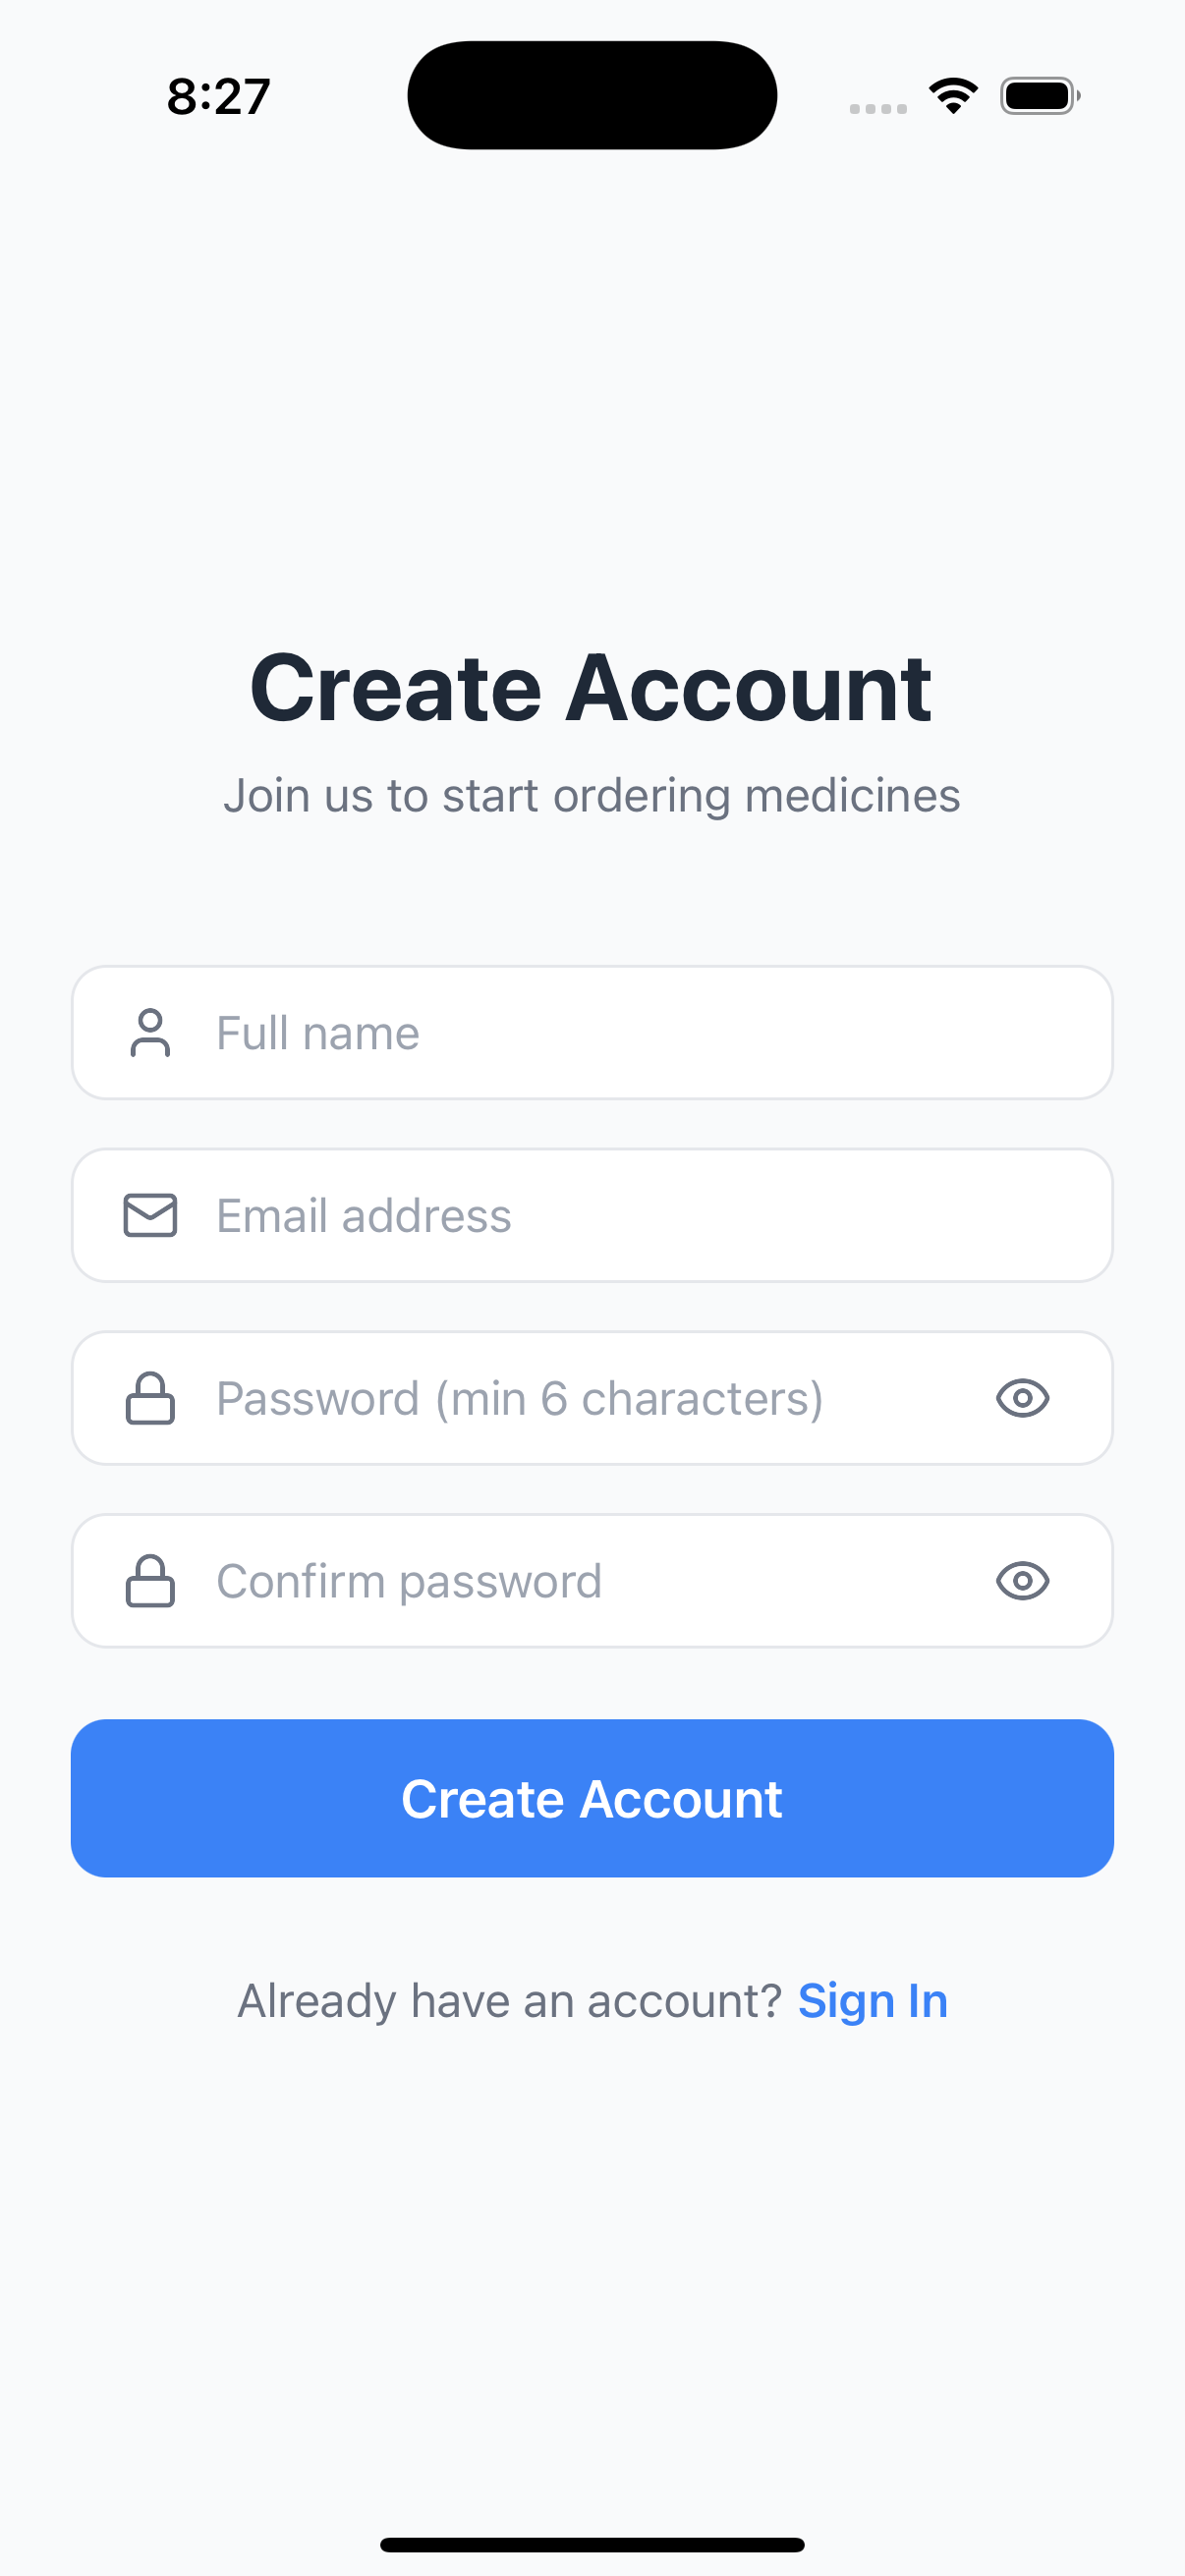 8:27
Create Account
Join us to start ordering medicines
Full name
Email address
Password (min 6 characters)
Confirm password
Create Account
Already have an account? Sign In